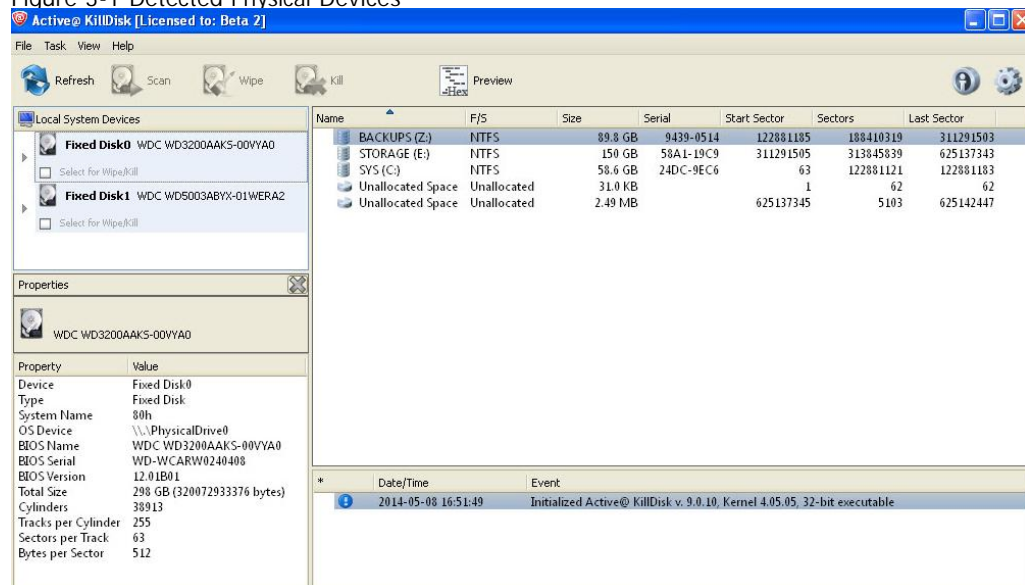 Figure 3-1 Detected Physical Devices
Active@ KillDisk [Licensed to: Beta 2]
File Task View Help
Refresh Scan Wipe Kill Preview
Local System Devices
Fixed Disk0 WDC WD3200AAKS-00VYA0
Select for Wipe/Kill
Fixed Disk1 WDC WD5003ABYX-01WERA2
Select for Wipe/Kill
Name F/S Size Serial Start Sector Sectors Last Sector
BACKUPS (Z:) NTFS 89.8 GB 9439-0514 122881185 188410319 311291503
STORAGE (E:) NTFS 150 GB 58A1-19C9 311291505 313845839 625137343
SYS (C:) NTFS 58.6 GB 24DC-9EC6 63 122881121 122881183
Unallocated Space Unallocated 31.0 KB 1 62 62
Unallocated Space Unallocated 2.49 MB 625137345 5103 625142447
Properties
WDC WD3200AAKS-00VYA0
Property Value
Device Fixed Disk0
Type Fixed Disk
System Name 80h
OS Device \\.\PhysicalDrive0
BIOS Name WDC WD3200AAKS-00VYA0
BIOS Serial WD-WCARW0240408
BIOS Version 12.01B01
Total Size 298 GB (320072933376 bytes)
Cylinders 38913
Tracks per Cylinder 255
Sectors per Track 63
Bytes per Sector 512
* Date/Time Event
2014-05-08 16:51:49 Initialized Active@ KillDisk v. 9.0.10, Kernel 4.05.05, 32-bit executable